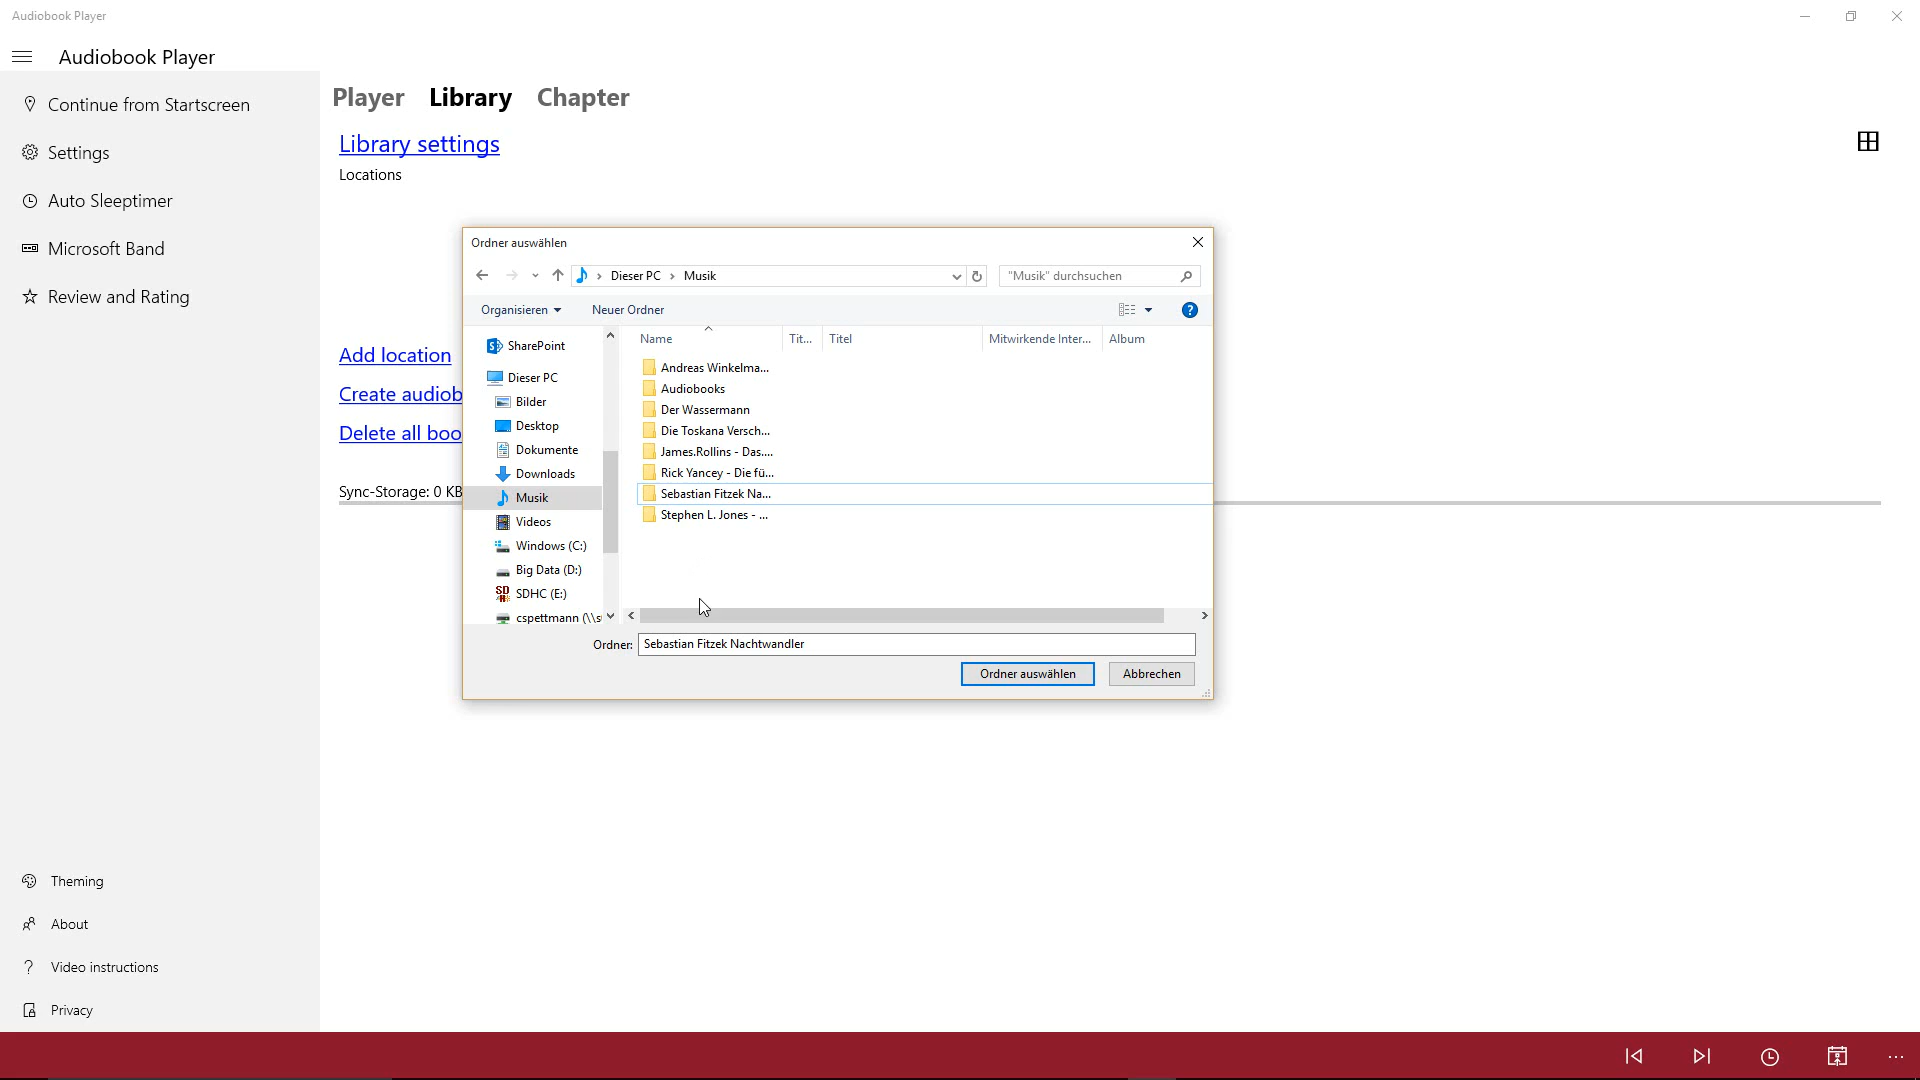 Audiobook Player
Audiobook Player
Continue from Startscreen
Settings
Auto Sleeptimer
Microsoft Band
Review and Rating
Theming
About
Video instructions
Privacy
Player Library Chapter
Library settings
Locations
Add location
Create audiob
Delete all boo
Sync-Storage: 0 KB
Ordner auswählen
Dieser PC > Musik
"Musik" durchsuchen
Organisieren
Neuer Ordner
SharePoint
Dieser PC
Bilder
Desktop
Dokumente
Downloads
Musik
Videos
Windows (C:)
Big Data (D:)
SDHC (E:)
cspettmann (\\s
Name Tit... Titel Mitwirkende Inter... Album
Andreas Winkelma...
Audiobooks
Der Wassermann
Die Toskana Versch...
James.Rollins - Das....
Rick Yancey - Die fü...
Sebastian Fitzek Na...
Stephen L. Jones - ...
Ordner: Sebastian Fitzek Nachtwandler
Ordner auswählen Abbrechen